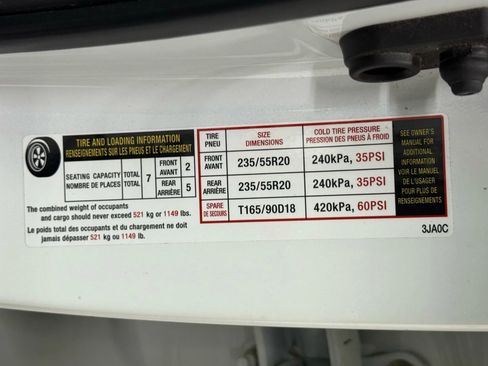 TIRE AND LOADING INFORMATION
RENSEIGNEMENTS SUR LES PNEUS ET LE CHARGEMENT
SEATING CAPACITY TOTAL 7 FRONT AVANT 2
NOMBRE DE PLACES TOTAL REAR ARRIÈRE 5
The combined weight of occupants
and cargo should never exceed 521 kg or 1149 lbs.
Le poids total des occupants et du chargement ne doit
jamais dépasser 521 kg ou 1149 lb.
TIRE PNEU SIZE DIMENSIONS COLD TIRE PRESSURE PRESSION DES PNEUS À FROID
FRONT AVANT 235/55R20 240kPa, 35PSI
REAR ARRIÈRE 235/55R20 240kPa, 35PSI
SPARE DE SECOURS T165/90D18 420kPa, 60PSI
SEE OWNER'S
MANUAL FOR
ADDITIONAL
INFORMATION
VOIR LE MANUEL
DE L'USAGER
POUR PLUS DE
RENSEIGNEMENTS
3JA0C